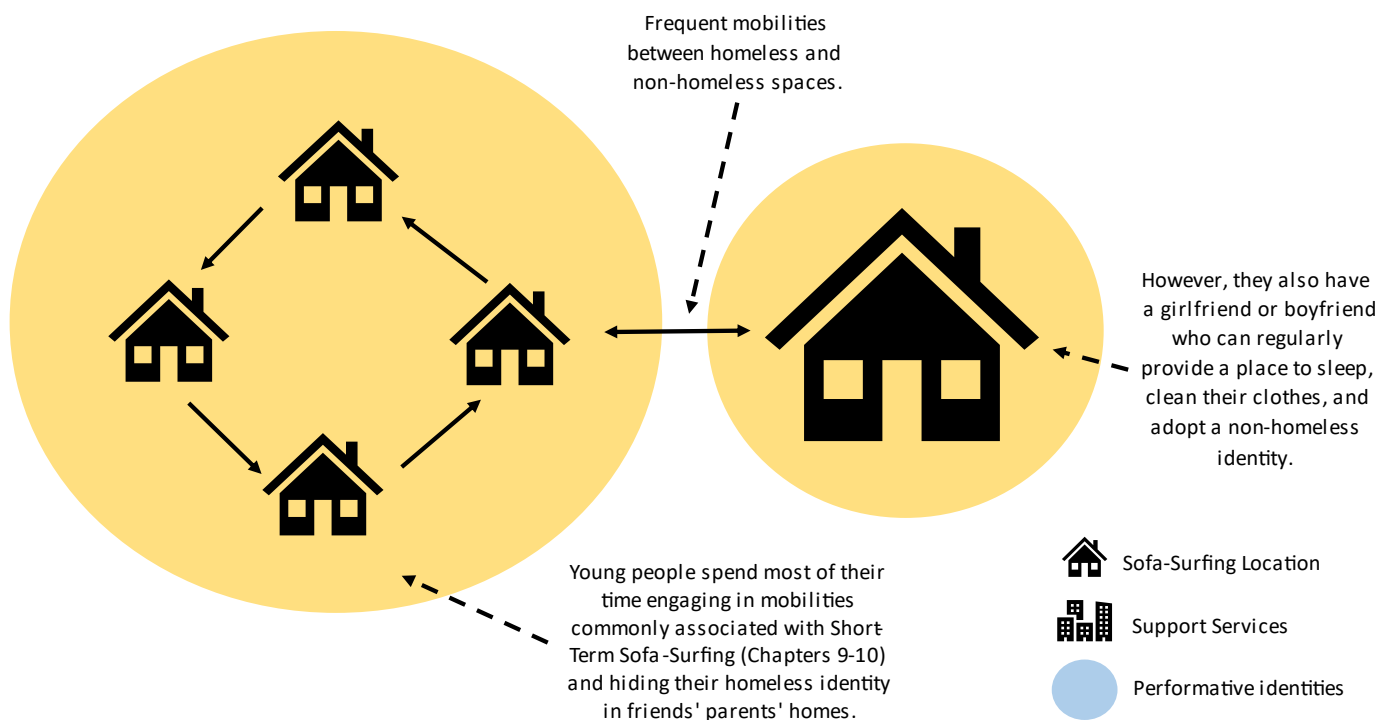 Frequent mobilities
between homeless and
non-homeless spaces.
However, they also have
a girlfriend or boyfriend
who can regularly
provide a place to sleep,
clean their clothes, and
adopt a non-homeless
identity.
Young people spend most of their
time engaging in mobilities
commonly associated with Short-
Term Sofa-Surfing (Chapters 9-10)
and hiding their homeless identity
in friends' parents' homes.
Sofa-Surfing Location
Support Services
Performative identities